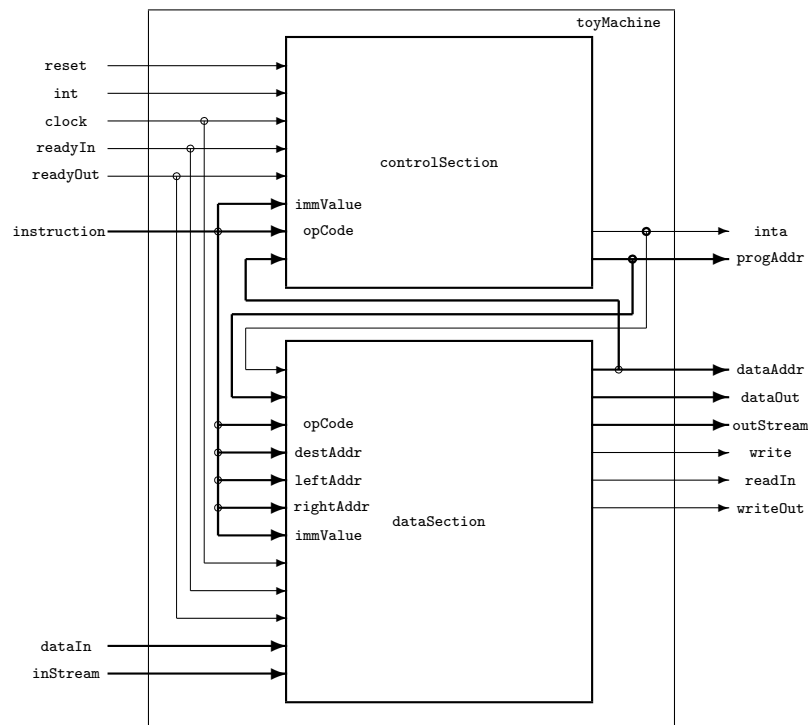 toyMachine
reset
int
clock
readyIn
readyOut
controlSection
immValue
instruction
opCode
inta
progAddr
dataAddr
dataOut
opCode
outStream
destAddr
write
leftAddr
readIn
rightAddr
writeOut
dataSection
immValue
dataIn
inStream